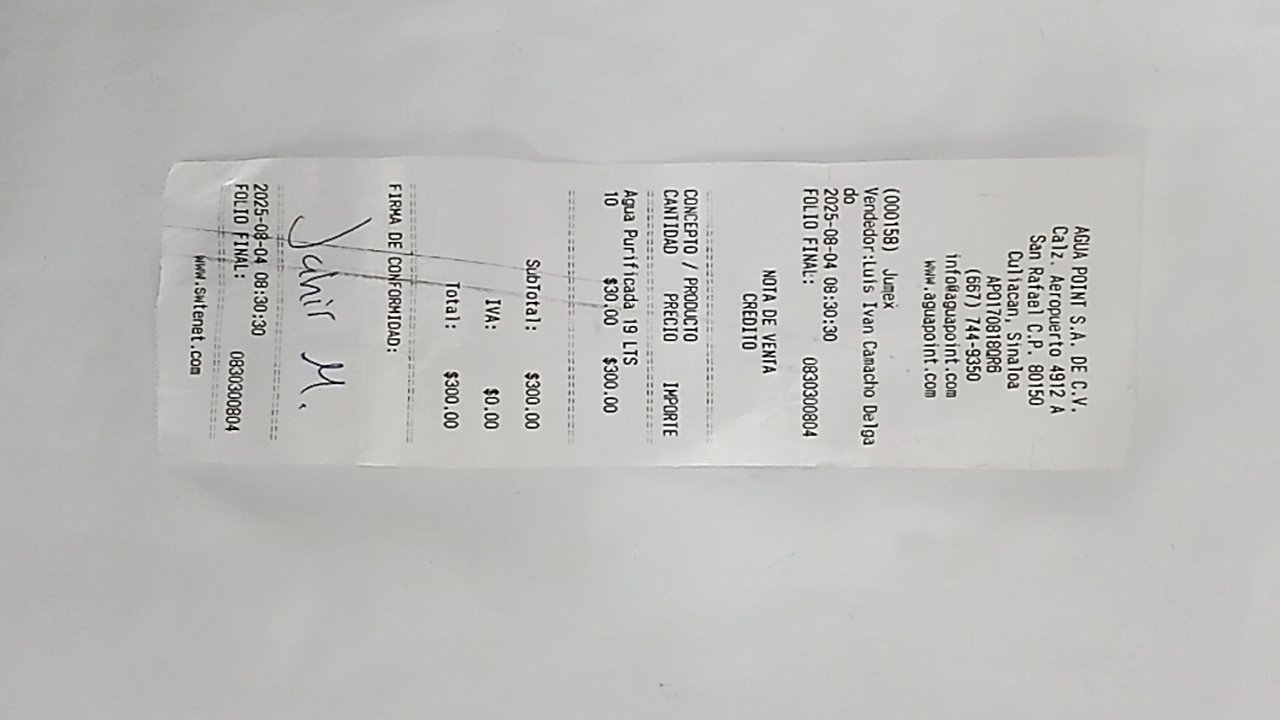 AGUA POINT S.A. DE C.V.
Calz. Aeropuerto 4912 A
San Rafael C.P. 80150
Culiacan, Sinaloa
APO170818QR6
(667) 744-9350
info@aguapoint.com
www.aguapoint.com
(000158) Jumex
Vendedor:Luis Ivan Camacho Delga
do
2025-08-04 08:30:30
FOLIO FINAL: 0830300804
NOTA DE VENTA
CREDITO
CONCEPTO / PRODUCTO
CANTIDAD PRECIO IMPORTE
Agua Purificada 19 LTS
10 $30.00 $300.00
SubTotal: $300.00
IVA: $0.00
Total: $300.00
FIRMA DE CONFORMIDAD:
Jahir M.
2025-08-04 08:30:30
FOLIO FINAL: 0830300804
www.swtenet.com